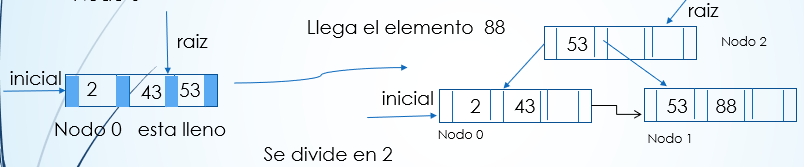 raiz
inicial
2 43 53
Nodo 0 esta lleno
Llega el elemento 88
Se divide en 2
raiz
53
Nodo 2
inicial
2 43
Nodo 0
53 88
Nodo 1